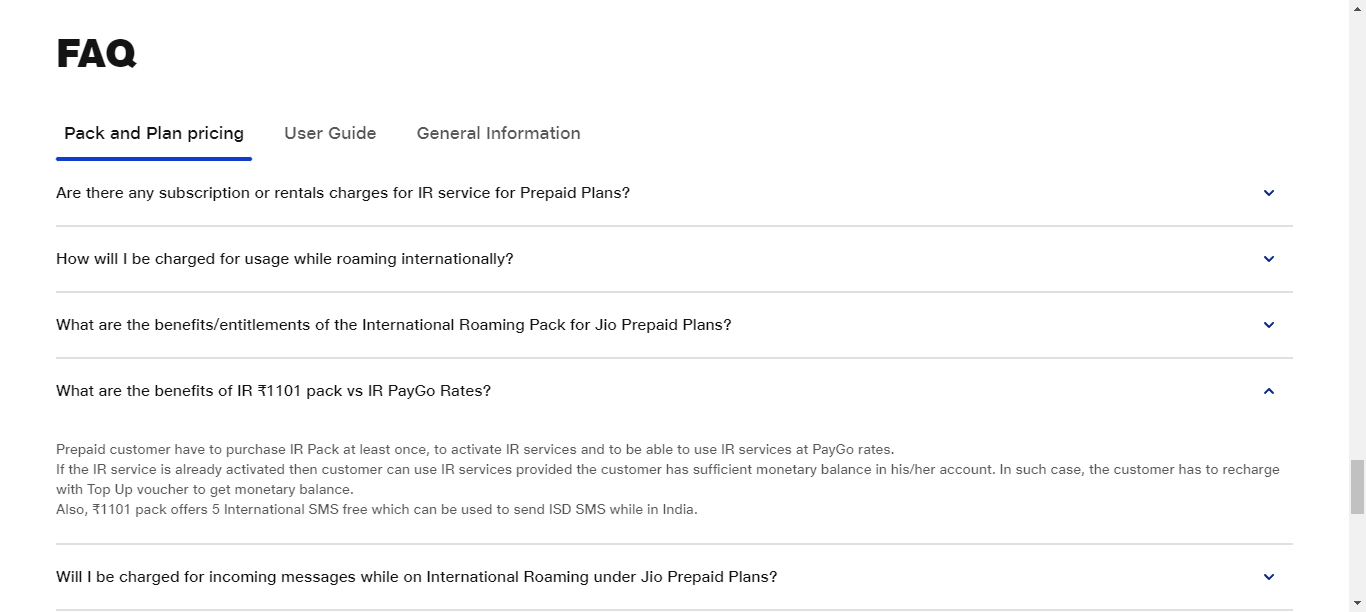 FAQ
Pack and Plan pricing User Guide General Information
Are there any subscription or rentals charges for IR service for Prepaid Plans?
How will I be charged for usage while roaming internationally?
What are the benefits/entitlements of the International Roaming Pack for Jio Prepaid Plans?
What are the benefits of IR ₹1101 pack vs IR PayGo Rates?
Prepaid customer have to purchase IR Pack at least once, to activate IR services and to be able to use IR services at PayGo rates.
If the IR service is already activated then customer can use IR services provided the customer has sufficient monetary balance in his/her account. In such case, the customer has to recharge
with Top Up voucher to get monetary balance.
Also, ₹1101 pack offers 5 International SMS free which can be used to send ISD SMS while in India.
Will I be charged for incoming messages while on International Roaming under Jio Prepaid Plans?